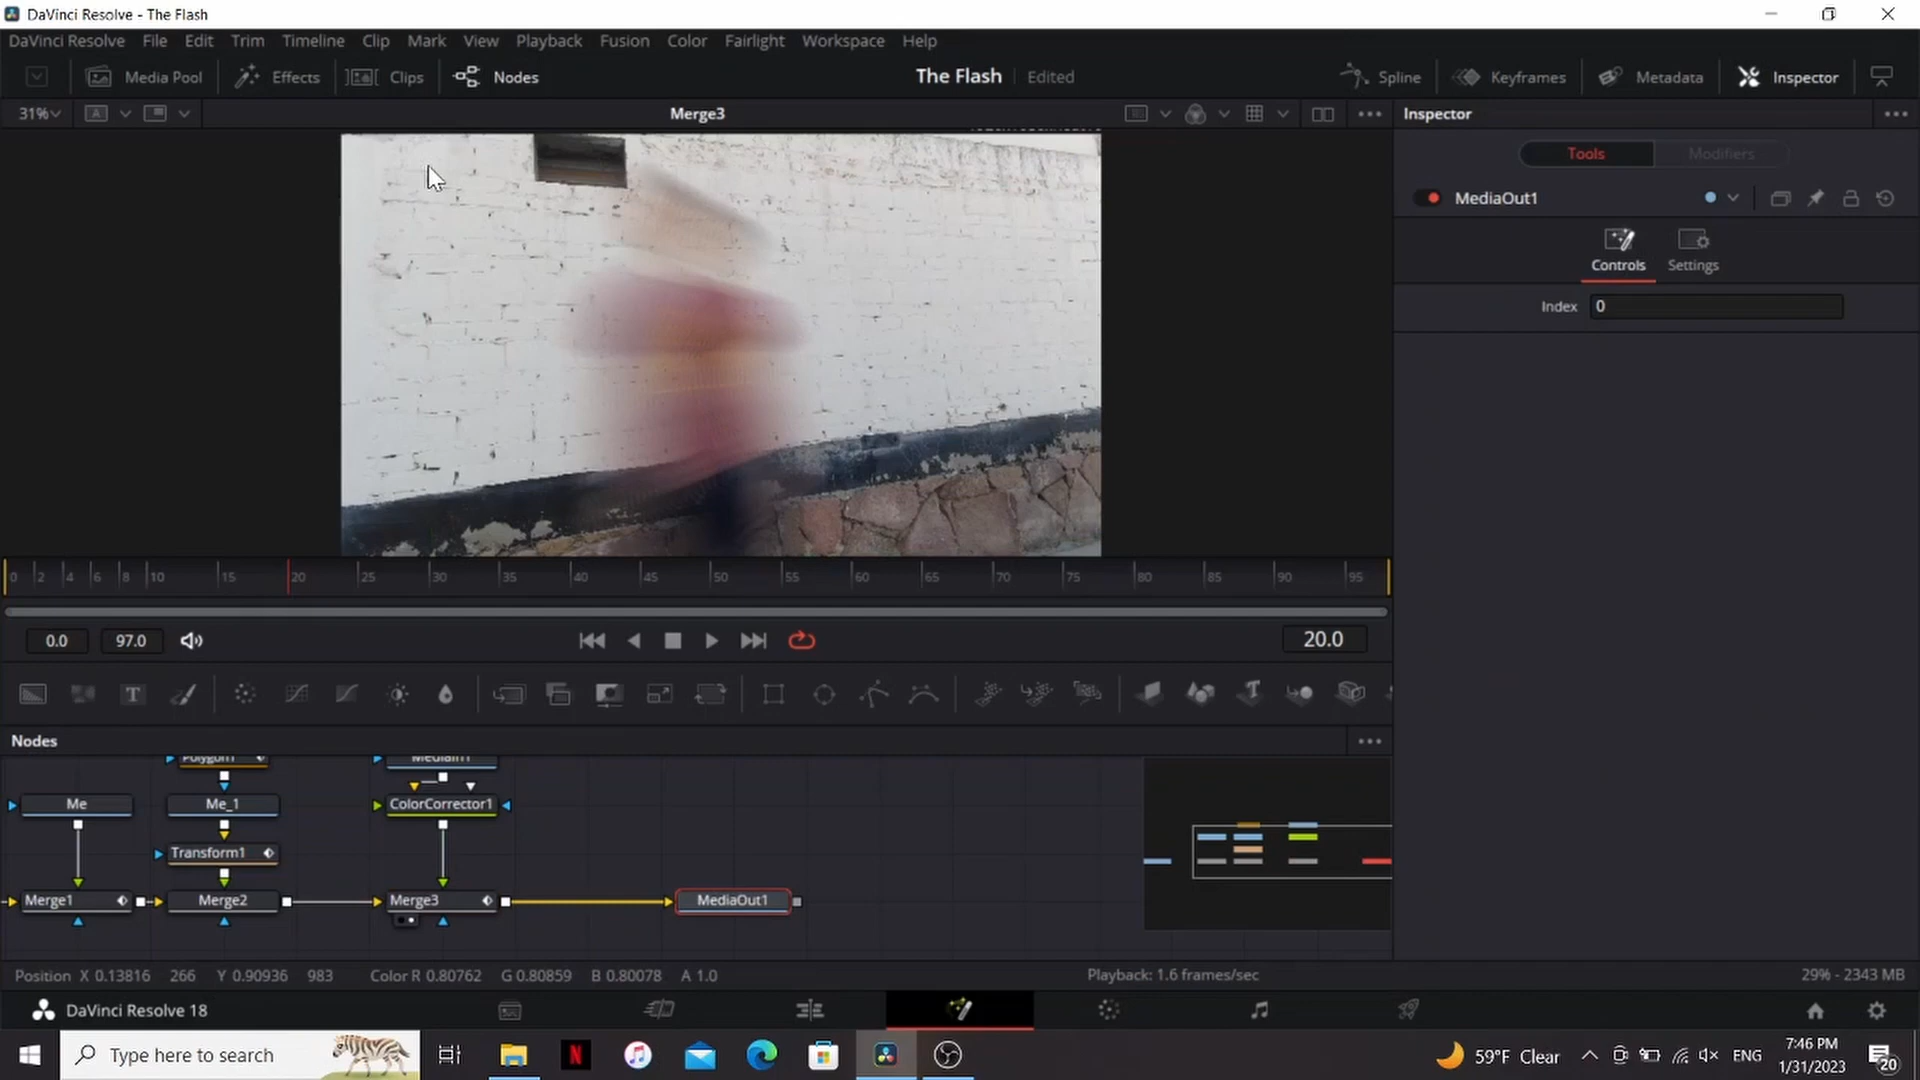 DaVinci Resolve - The Flash
DaVinci Resolve File Edit Trim Timeline Clip Mark View Playback Fusion Color Fairlight Workspace Help
Media Pool Effects Clips Nodes The Flash Edited Spline Keyframes Metadata Inspector
31% A Merge3 Inspector
Tools Modifiers
MediaOut1
Controls Settings
Index 0
0 2 4 6 8 10 15 20 25 30 35 40 45 50 55 60 65 70 75 80 85 90 95
0.0 97.0 20.0
T T
Nodes
Polygon1 MediaIn1
Me Me_1 ColorCorrector1
Transform1
Merge1 Merge2 Merge3 MediaOut1
Position X 0.13816 266 Y 0.90936 983 Color R 0.80762 G 0.80859 B 0.80078 A 1.0 Playback: 1.6 frames/sec 29% - 2343 MB
DaVinci Resolve 18
Type here to search N 59°F Clear ENG 7:46 PM
1/31/2023 20